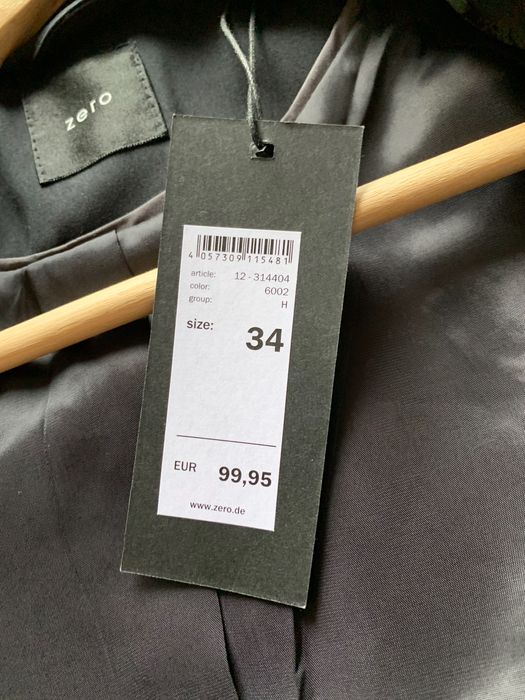 zero
4 057309 115481
article: 12-314404
color: 6002
group: H
size: 34
EUR 99,95
www.zero.de